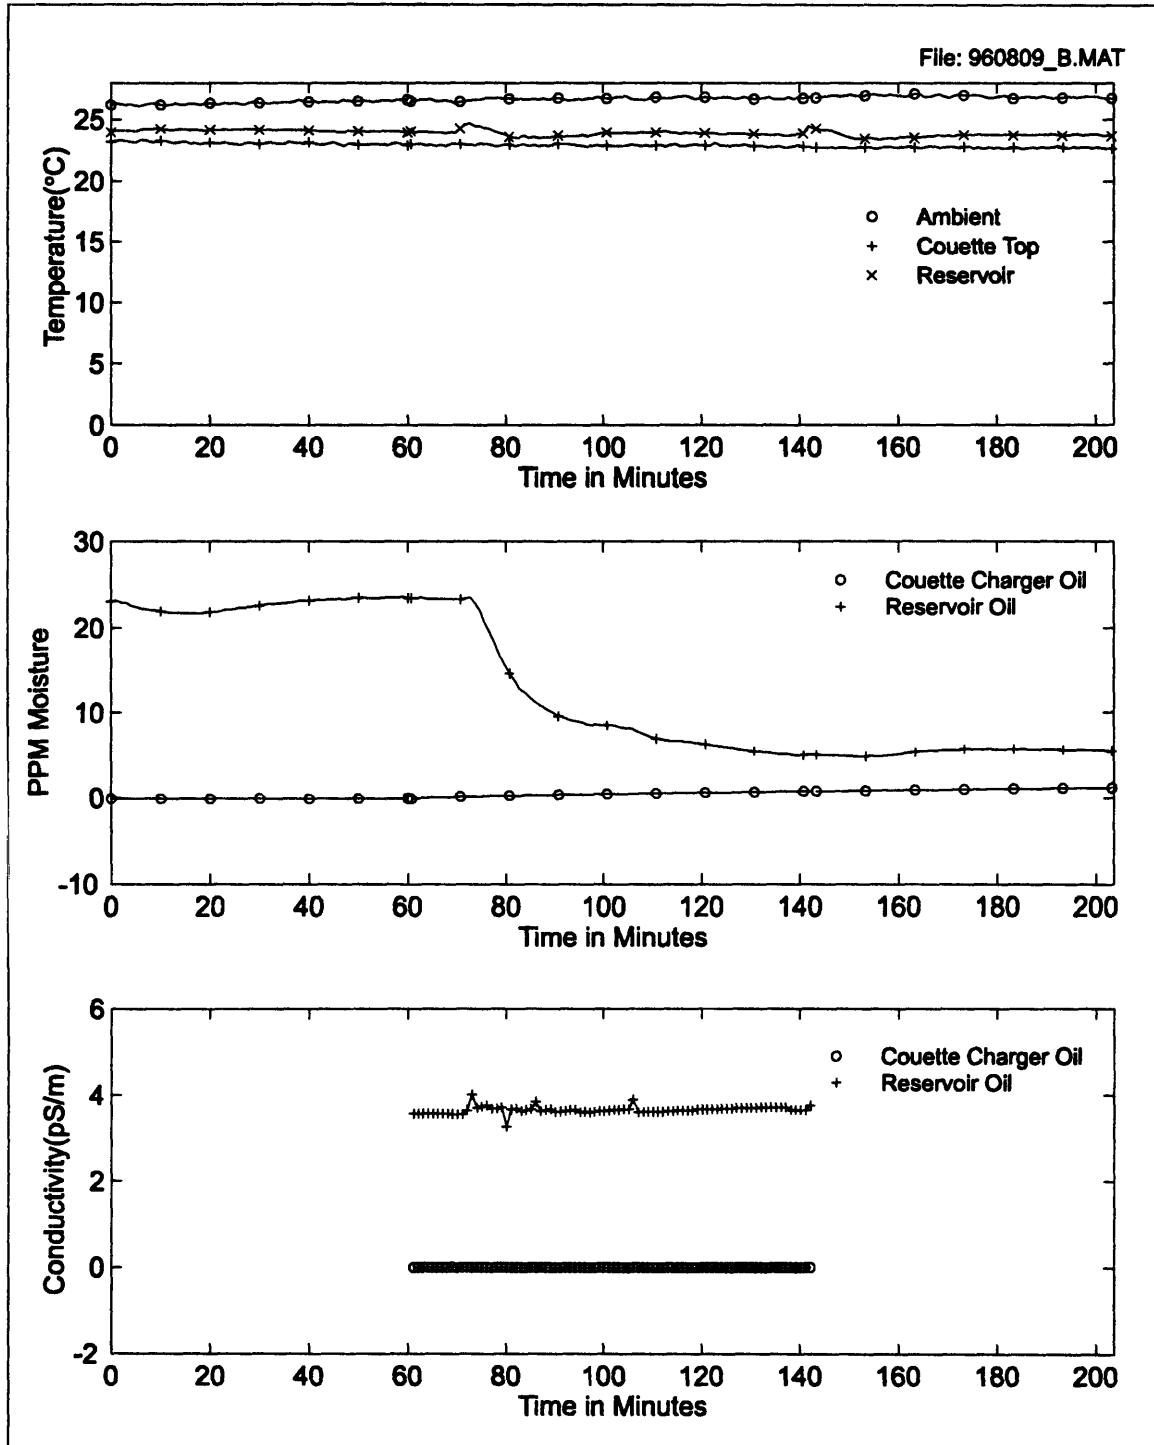 File: 960809_B.MAT
Temperature(°C)
25
20
15
10
5
0
Ambient
Couette Top
Reservoir
0 20 40 60 80 100 120 140 160 180 200
Time in Minutes
PPM Moisture
30
20
10
0
-10
Couette Charger Oil
Reservoir Oil
0 20 40 60 80 100 120 140 160 180 200
Time in Minutes
Conductivity(pS/m)
6
4
2
0
-2
Couette Charger Oil
Reservoir Oil
0 20 40 60 80 100 120 140 160 180 200
Time in Minutes